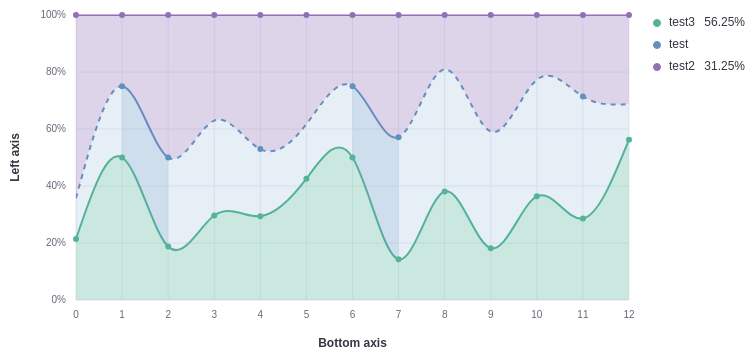 100%
80%
60%
40%
20%
0%
Left axis
0 1 2 3 4 5 6 7 8 9 10 11 12
Bottom axis
test3 56.25%
test
test2 31.25%